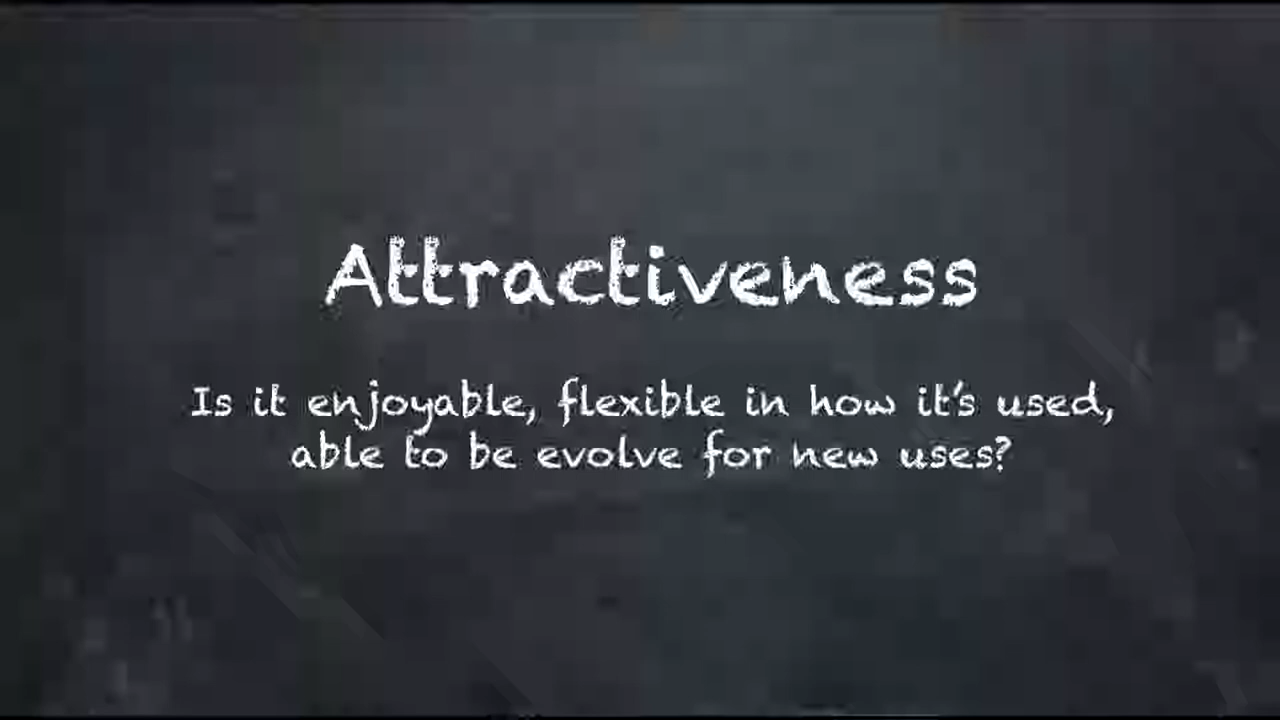 Attractiveness
Is it enjoyable, flexible in how it's used,
able to be evolve for new uses?